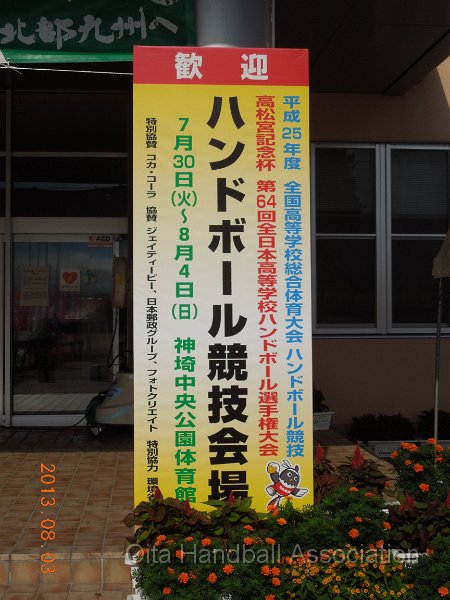 北部九州へ
歓迎
平成25年度 全国高等学校総合体育大会 ハンドボール競技
高松宮記念杯 第64回全日本高等学校ハンドボール選手権大会
ハンドボール競技会場
7月30日(火)～8月4日(日) 神埼中央公園体育館
特別協賛 コカ・コーラ 協賛 ジェイティービー、日本郵政グループ、フォトクリエイト 特別協力 環境
AED
2013.08.03
Oita Handball Association